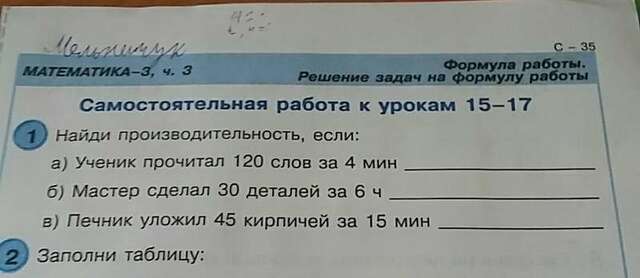 Мельничук
С – 35
МАТЕМАТИКА–3, ч. 3
Формула работы.
Решение задач на формулу работы
Самостоятельная работа к урокам 15–17
1 Найди производительность, если:
а) Ученик прочитал 120 слов за 4 мин
б) Мастер сделал 30 деталей за 6 ч
в) Печник уложил 45 кирпичей за 15 мин
2 Заполни таблицу: